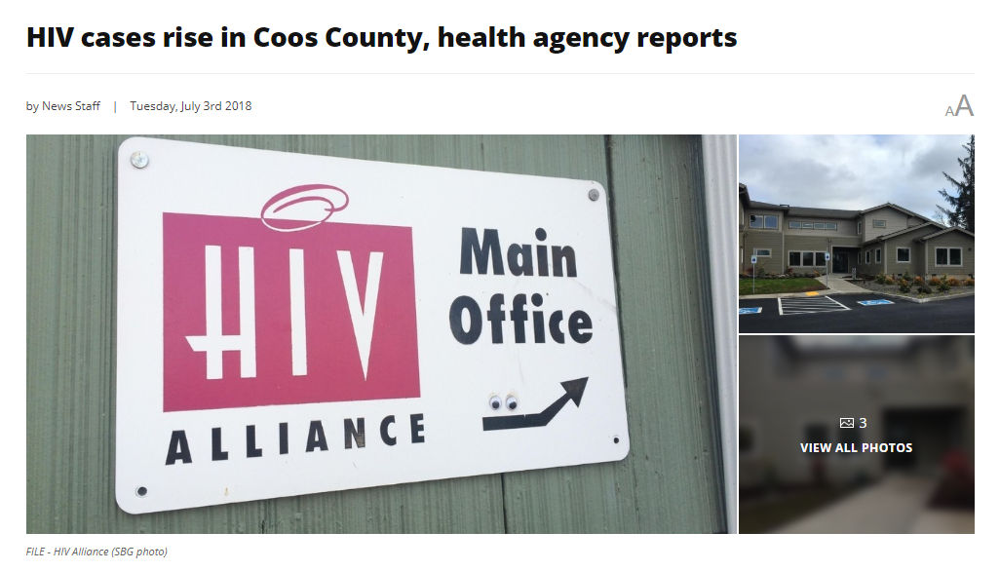 HIV cases rise in Coos County, health agency reports
by News Staff | Tuesday, July 3rd 2018
AA
HIV
ALLIANCE
Main
Office
3
VIEW ALL PHOTOS
FILE - HIV Alliance (SBG photo)